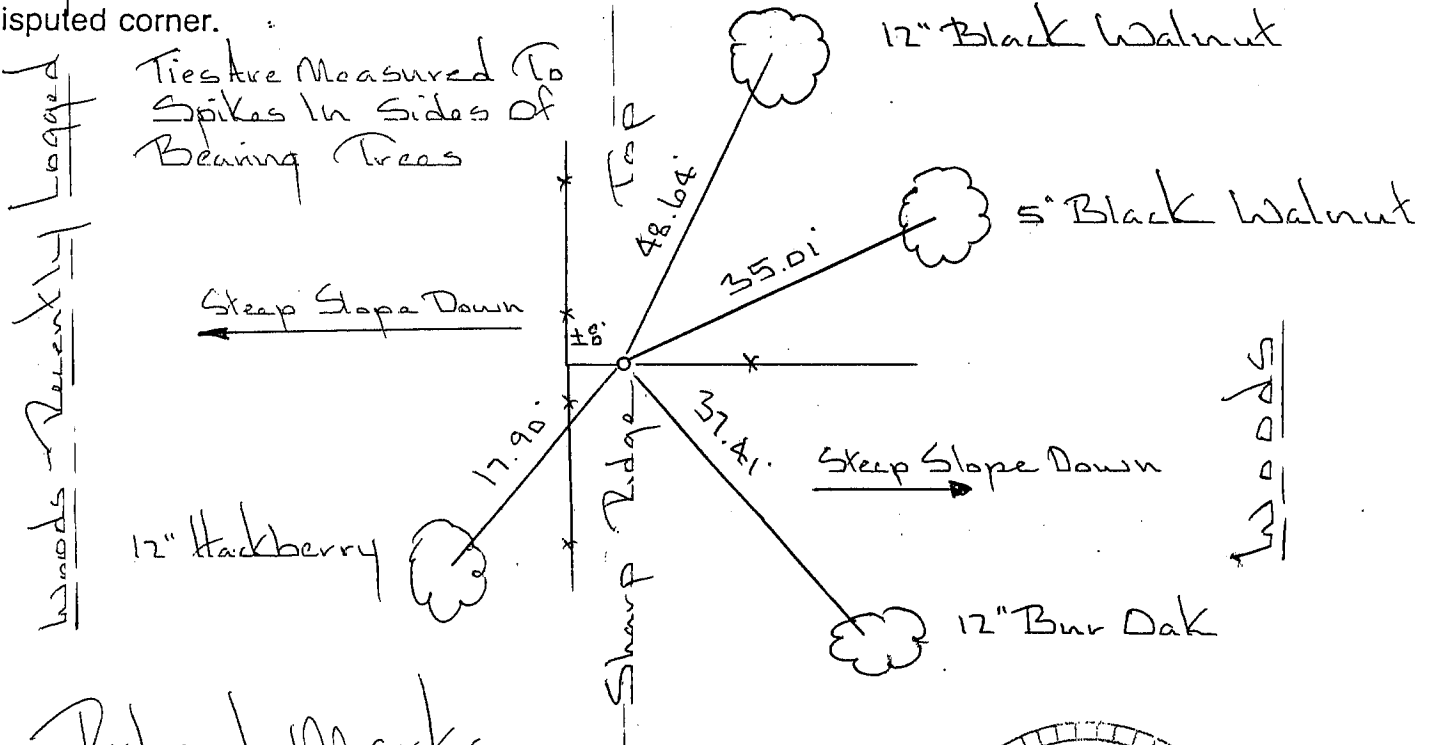 isputed corner.
Ties Are Measured To
Spikes In Sides Of
Bearing Trees
Woods Recently Logged
12" Black Walnut
Top
48.64'
5" Black Walnut
35.01'
Steep Slope Down
±8'
17.90'
37.41'
Steep Slope Down
Woods
12" Hackberry
Sharp Ridge
12" Bur Oak